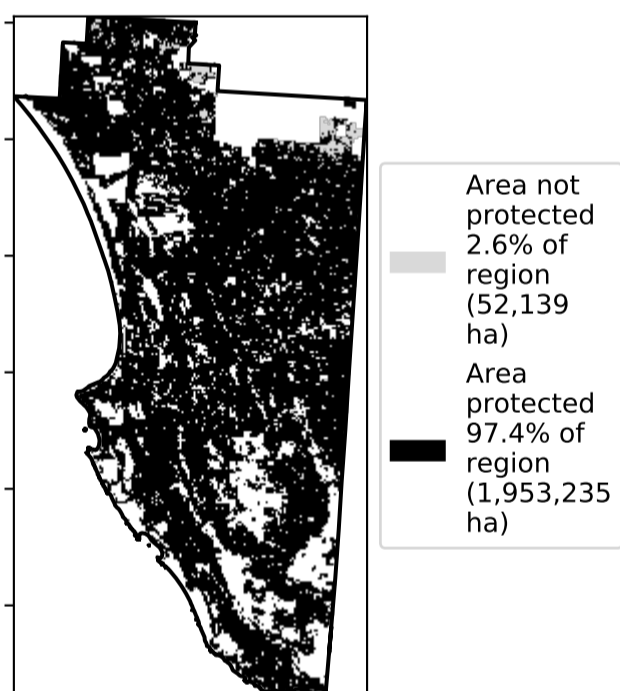 Area not
protected
2.6% of
region
(52,139
ha)
Area
protected
97.4% of
region
(1,953,235
ha)